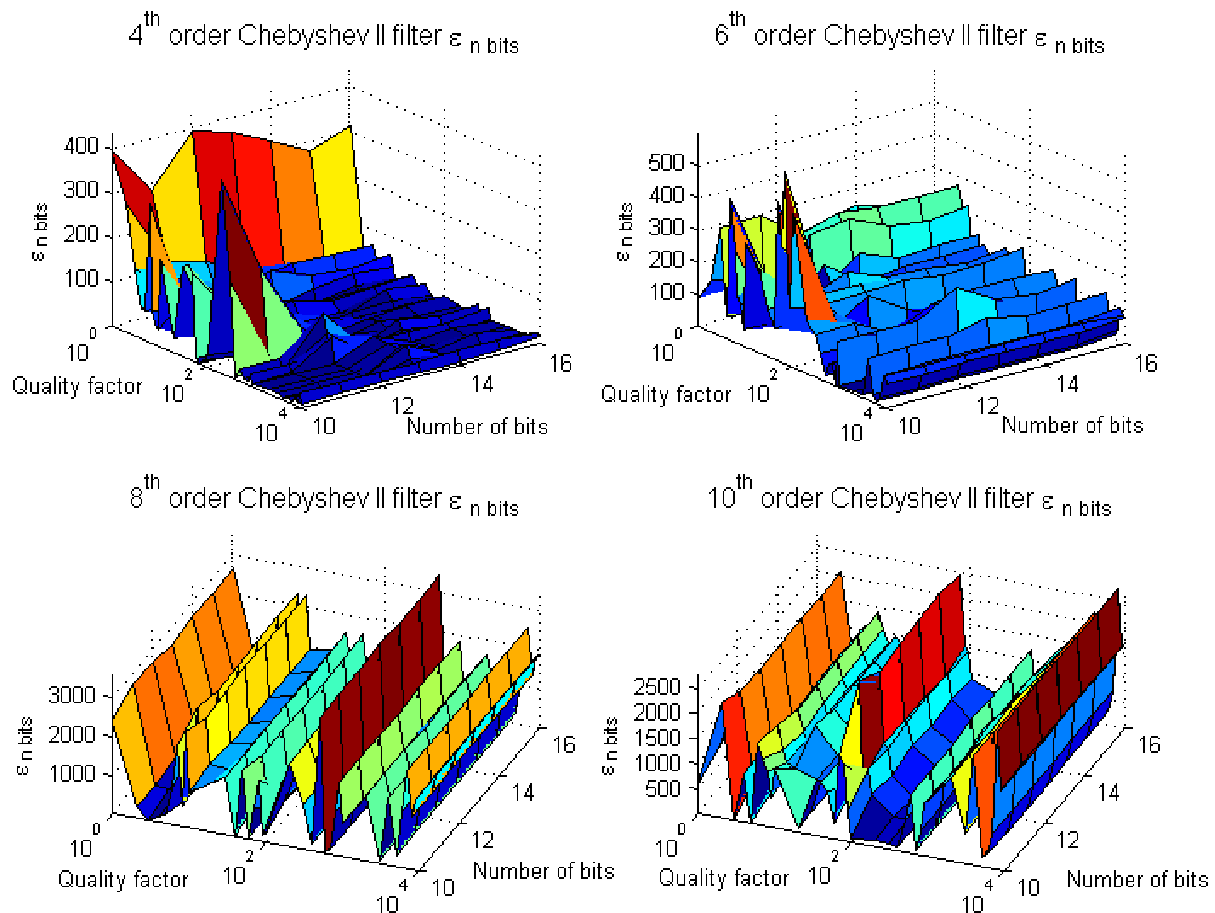 4th order Chebyshev II filter ε n bits
400
300
200
100
0
ε n bits
10 0
10 2
10 4
Quality factor
10
12
14
16
Number of bits
6th order Chebyshev II filter ε n bits
500
400
300
200
100
ε n bits
10 0
10 2
10 4
Quality factor
10
12
14
16
Number of bits
8th order Chebyshev II filter ε n bits
3000
2000
1000
ε n bits
10 0
10 2
10 4
Quality factor
10
12
14
16
Number of bits
10th order Chebyshev II filter ε n bits
2500
2000
1500
1000
500
ε n bits
10 0
10 2
10 4
Quality factor
10
12
14
16
Number of bits